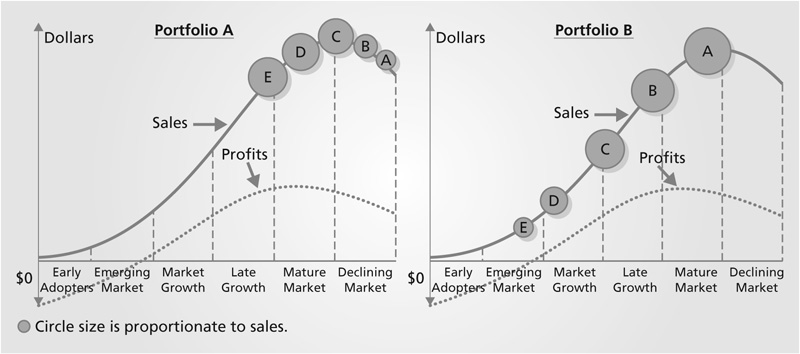 Portfolio A
Dollars
C
D
B
A
E
Sales
Profits
$0
Early Adopters
Emerging Market
Market Growth
Late Growth
Mature Market
Declining Market
Portfolio B
Dollars
A
B
Sales
C
Profits
D
E
$0
Early Adopters
Emerging Market
Market Growth
Late Growth
Mature Market
Declining Market
Circle size is proportionate to sales.